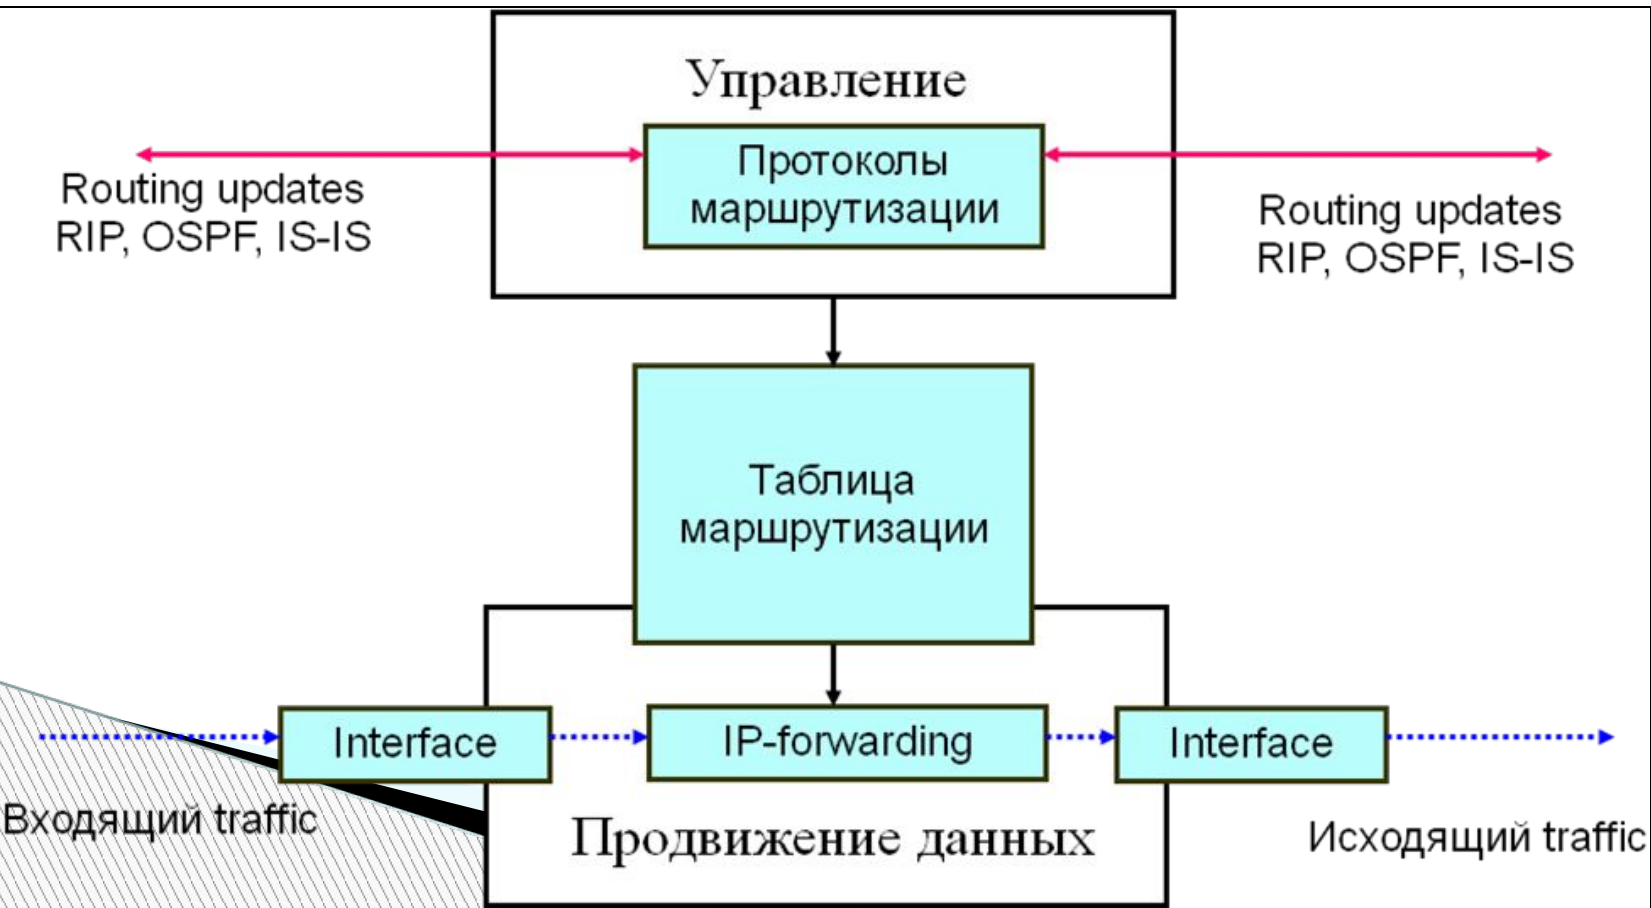 Управление
Протоколы
маршрутизации
Routing updates
RIP, OSPF, IS-IS
Routing updates
RIP, OSPF, IS-IS
Таблица
маршрутизации
Interface
IP-forwarding
Interface
Входящий traffic
Продвижение данных
Исходящий traffic